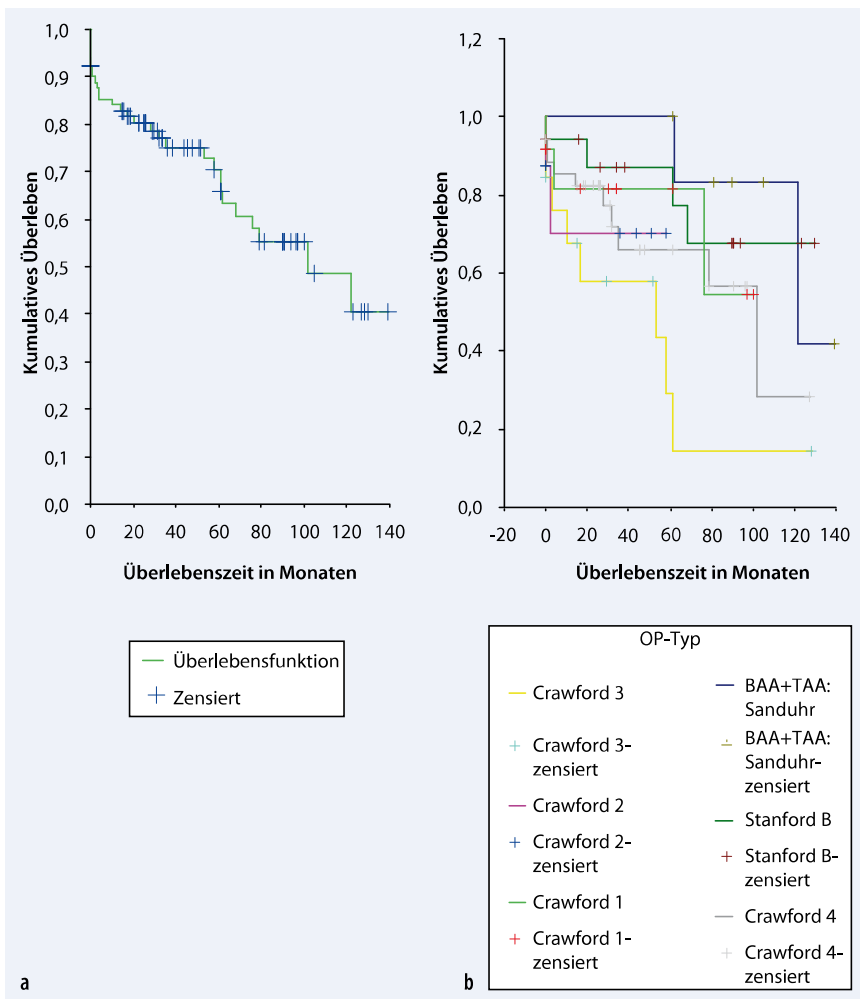 1,0
0,9
0,8
0,7
0,6
0,5
0,4
0,3
0,2
0,1
0,0
Kumulatives Überleben
0 20 40 60 80 100 120 140
Überlebenszeit in Monaten
Überlebensfunktion
Zensiert
a
1,2
1,0
0,8
0,6
0,4
0,2
0,0
Kumulatives Überleben
-20 0 20 40 60 80 100 120 140
Überlebenszeit in Monaten
OP-Typ
Crawford 3
Crawford 3-
zensiert
Crawford 2
Crawford 2-
zensiert
Crawford 1
Crawford 1-
zensiert
BAA+TAA:
Sanduhr
BAA+TAA:
Sanduhr-
zensiert
Stanford B
Stanford B-
zensiert
Crawford 4
Crawford 4-
zensiert
b